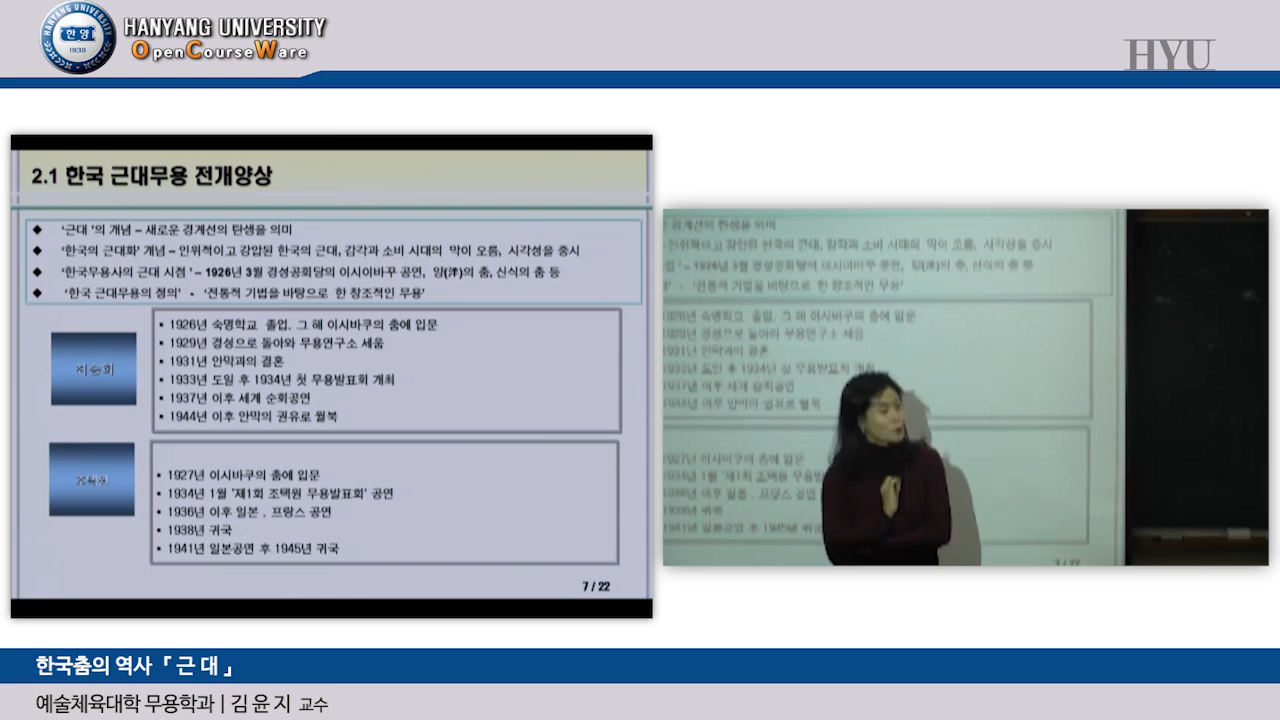 HANYANG UNIVERSITY
OpenCourseWare
한양
1939
HYU
2.1 한국 근대무용 전개양상
◆ '근대 '의 개념 – 새로운 경계선의 탄생을 의미
◆ '한국의 근대화' 개념 – 인위적이고 강압된 한국의 근대, 감각과 소비 시대의 막이 오름, 시각성을 중시
◆ '한국무용사의 근대 시점 ' – 1926년 3월 경성공회당의 이시이바꾸 공연, 양(洋)의 춤, 신식의 춤 등
◆ '한국 근대무용의 정의' - '전통적 기법을 바탕으로 한 창조적인 무용'
• 1926년 숙명학교 졸업, 그 해 이시바쿠의 춤에 입문
• 1929년 경성으로 돌아와 무용연구소 세움
• 1931년 안막과의 결혼
• 1933년 도일 후 1934년 첫 무용발표회 개최
• 1937년 이후 세계 순회공연
• 1944년 이후 안막의 권유로 월북
• 1927년 이시바쿠의 춤에 입문
• 1934년 1월 '제1회 조택원 무용발표회' 공연
• 1936년 이후 일본 . 프랑스 공연
• 1938년 귀국
• 1941년 일본공연 후 1945년 귀국
7 / 22
한국춤의 역사 「 근 대 」
예술체육대학 무용학과 | 김 윤 지 교수